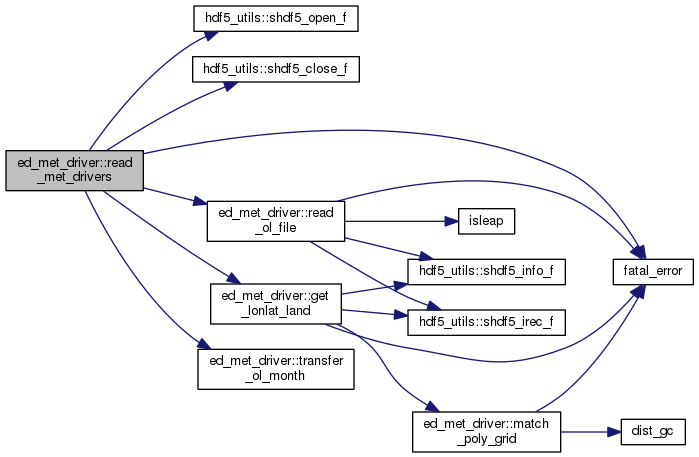 hdf5_utils::shdf5_open_f
hdf5_utils::shdf5_close_f
ed_met_driver::read
_met_drivers
ed_met_driver::read
_ol_file
isleap
hdf5_utils::shdf5_info_f
fatal_error
ed_met_driver::get
_lonlat_land
hdf5_utils::shdf5_irec_f
ed_met_driver::transfer
_ol_month
ed_met_driver::match
_poly_grid
dist_gc